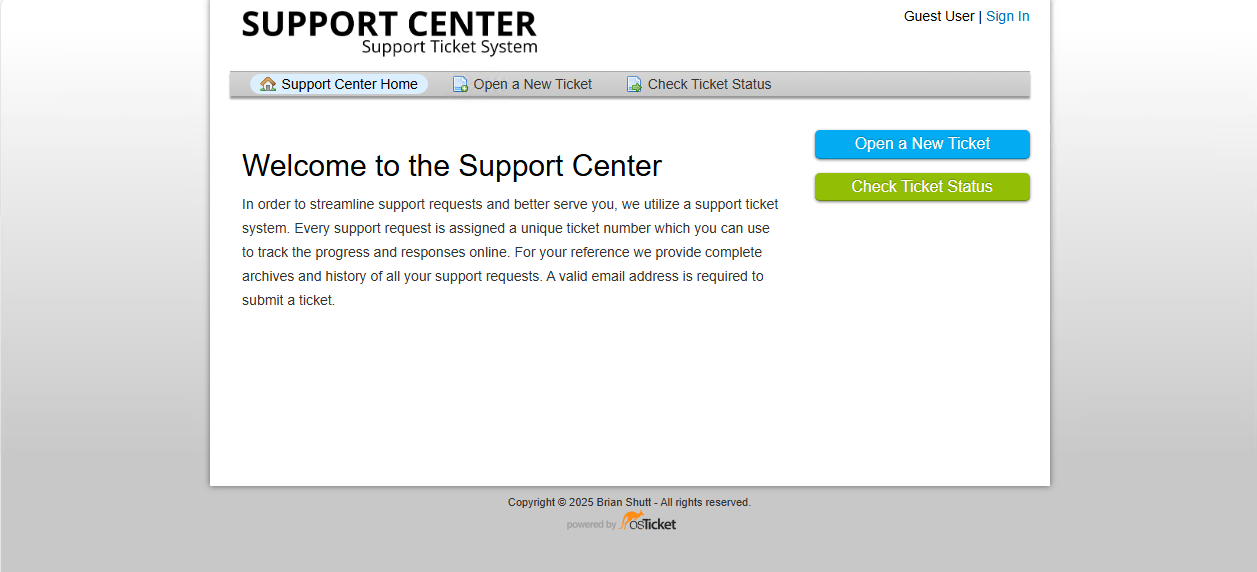 SUPPORT CENTER
Support Ticket System
Guest User | Sign In
Support Center Home
Open a New Ticket
Check Ticket Status
Welcome to the Support Center
In order to streamline support requests and better serve you, we utilize a support ticket
system. Every support request is assigned a unique ticket number which you can use
to track the progress and responses online. For your reference we provide complete
archives and history of all your support requests. A valid email address is required to
submit a ticket.
Open a New Ticket
Check Ticket Status
Copyright © 2025 Brian Shutt - All rights reserved.
powered by osTicket